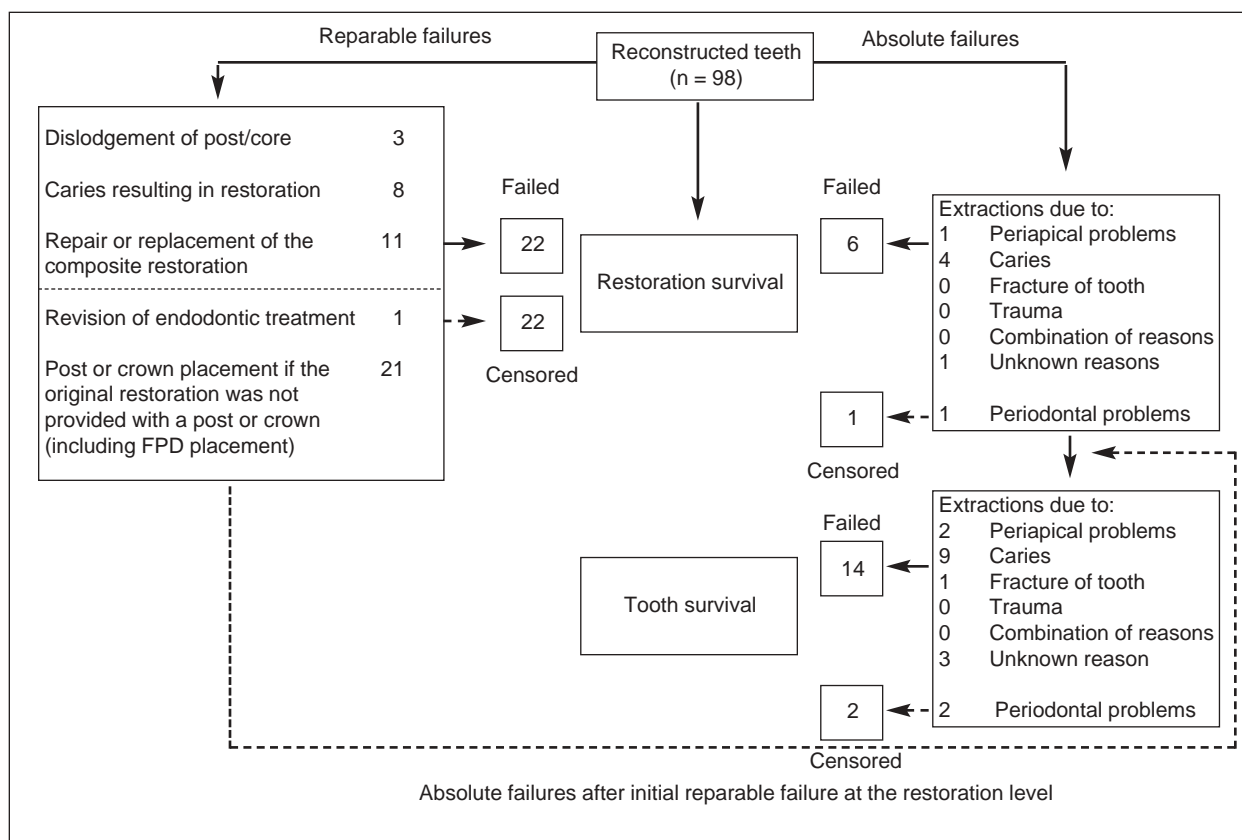 Reparable failures
Absolute failures
Reconstructed teeth
(n = 98)
Dislodgement of post/core 3
Caries resulting in restoration 8
Repair or replacement of the 11
composite restoration
Revision of endodontic treatment 1
Post or crown placement if the 21
original restoration was not
provided with a post or crown
(including FPD placement)
Failed
22
22
Censored
Restoration survival
Failed
6
1
Censored
Extractions due to:
1 Periapical problems
4 Caries
0 Fracture of tooth
0 Trauma
0 Combination of reasons
1 Unknown reasons
1 Periodontal problems
Tooth survival
Failed
14
2
Censored
Extractions due to:
2 Periapical problems
9 Caries
1 Fracture of tooth
0 Trauma
0 Combination of reasons
3 Unknown reason
2 Periodontal problems
Absolute failures after initial reparable failure at the restoration level